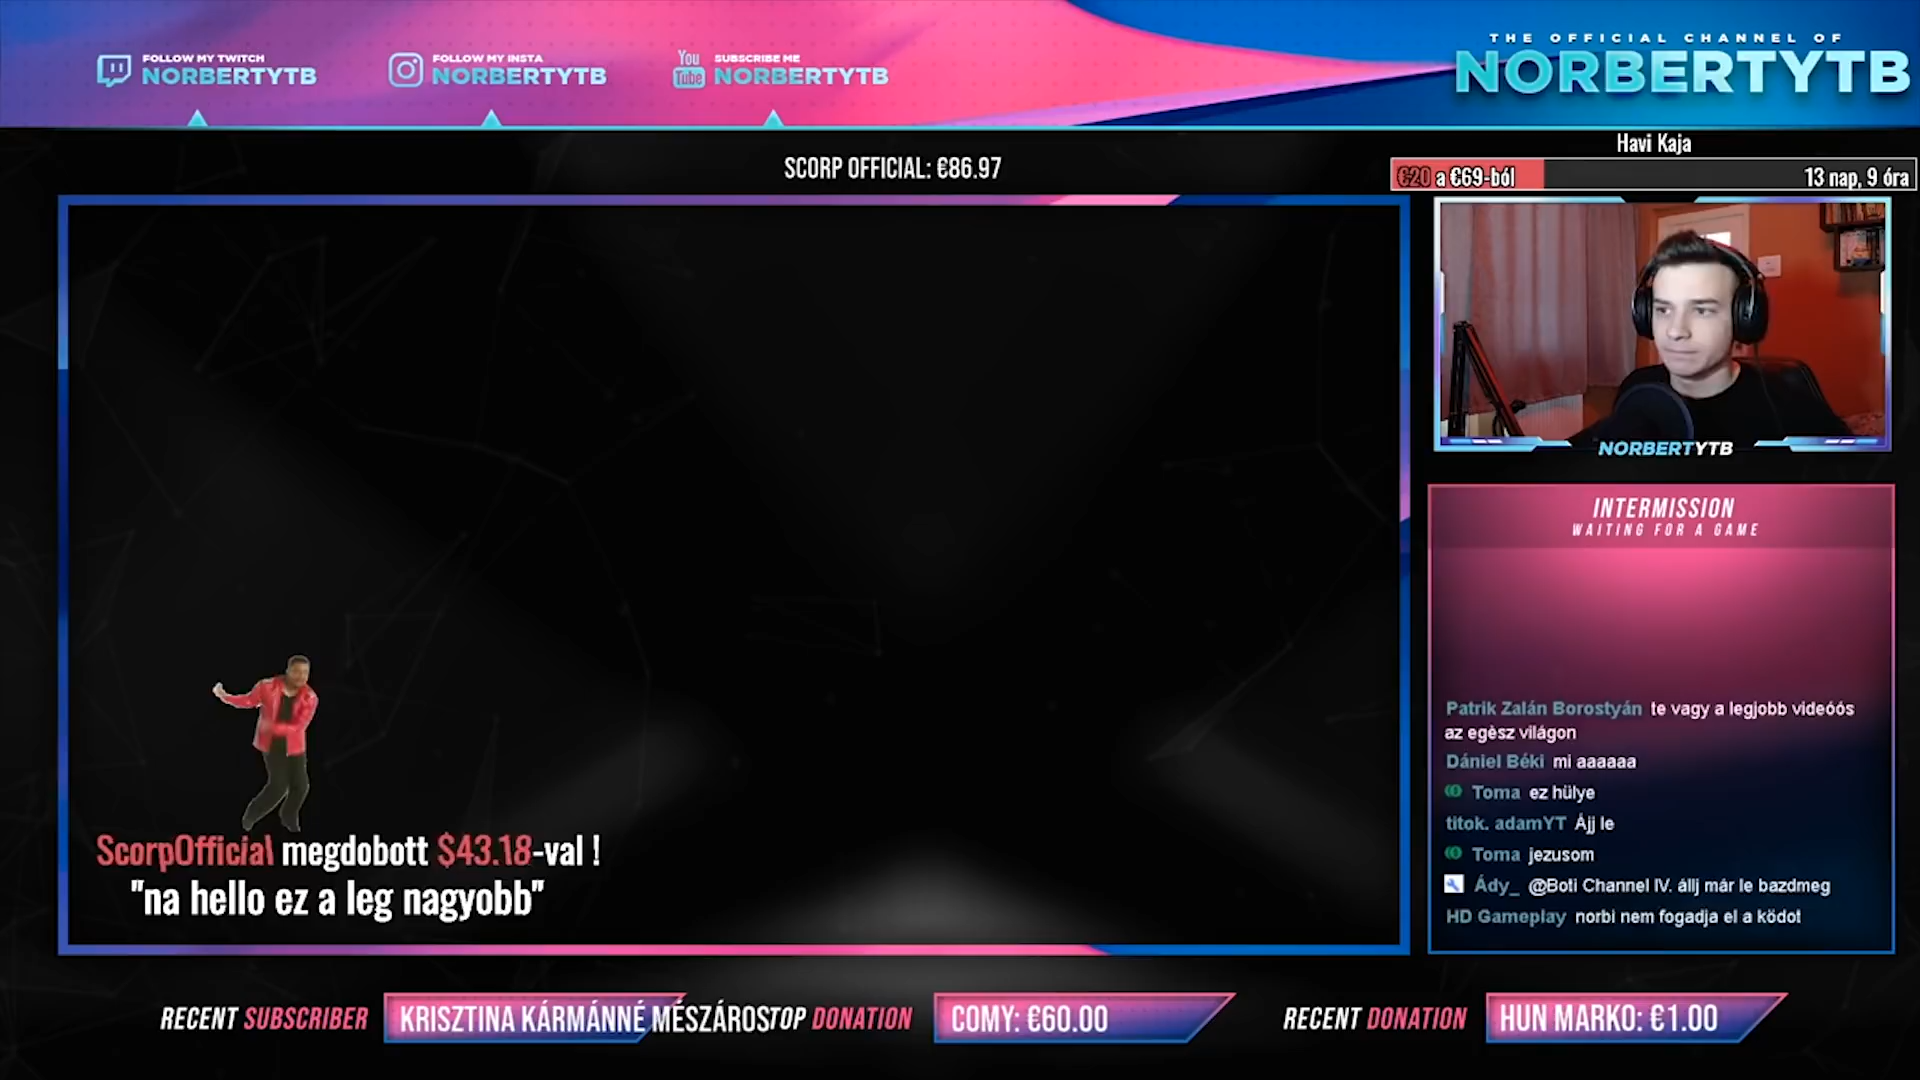 FOLLOW MY TWITCH
NORBERTYTB
FOLLOW MY INSTA
NORBERTYTB
You
Tube
SUBSCRIBE ME
NORBERTYTB
THE OFFICIAL CHANNEL OF
NORBERTYTB
SCORP OFFICIAL: €86.97
Havi Kaja
€20 a €69-ból
13 nap, 9 óra
NORBERTYTB
INTERMISSION
WAITING FOR A GAME
Patrik Zalán Borostyán te vagy a legjobb videóós
az egèsz világon
Dániel Béki mi aaaaaa
Toma ez hülye
titok. adamYT Ájj le
Toma jezusom
Ády_ @Boti Channel IV. állj már le bazdmeg
HD Gameplay norbi nem fogadja el a ködot
ScorpOfficial megdobott $43.18-val !
"na hello ez a leg nagyobb"
RECENT SUBSCRIBER
KRISZTINA KÁRMÁNNÉ MÉSZÁROS
TOP DONATION
COMY: €60.00
RECENT DONATION
HUN MARKO: €1.00